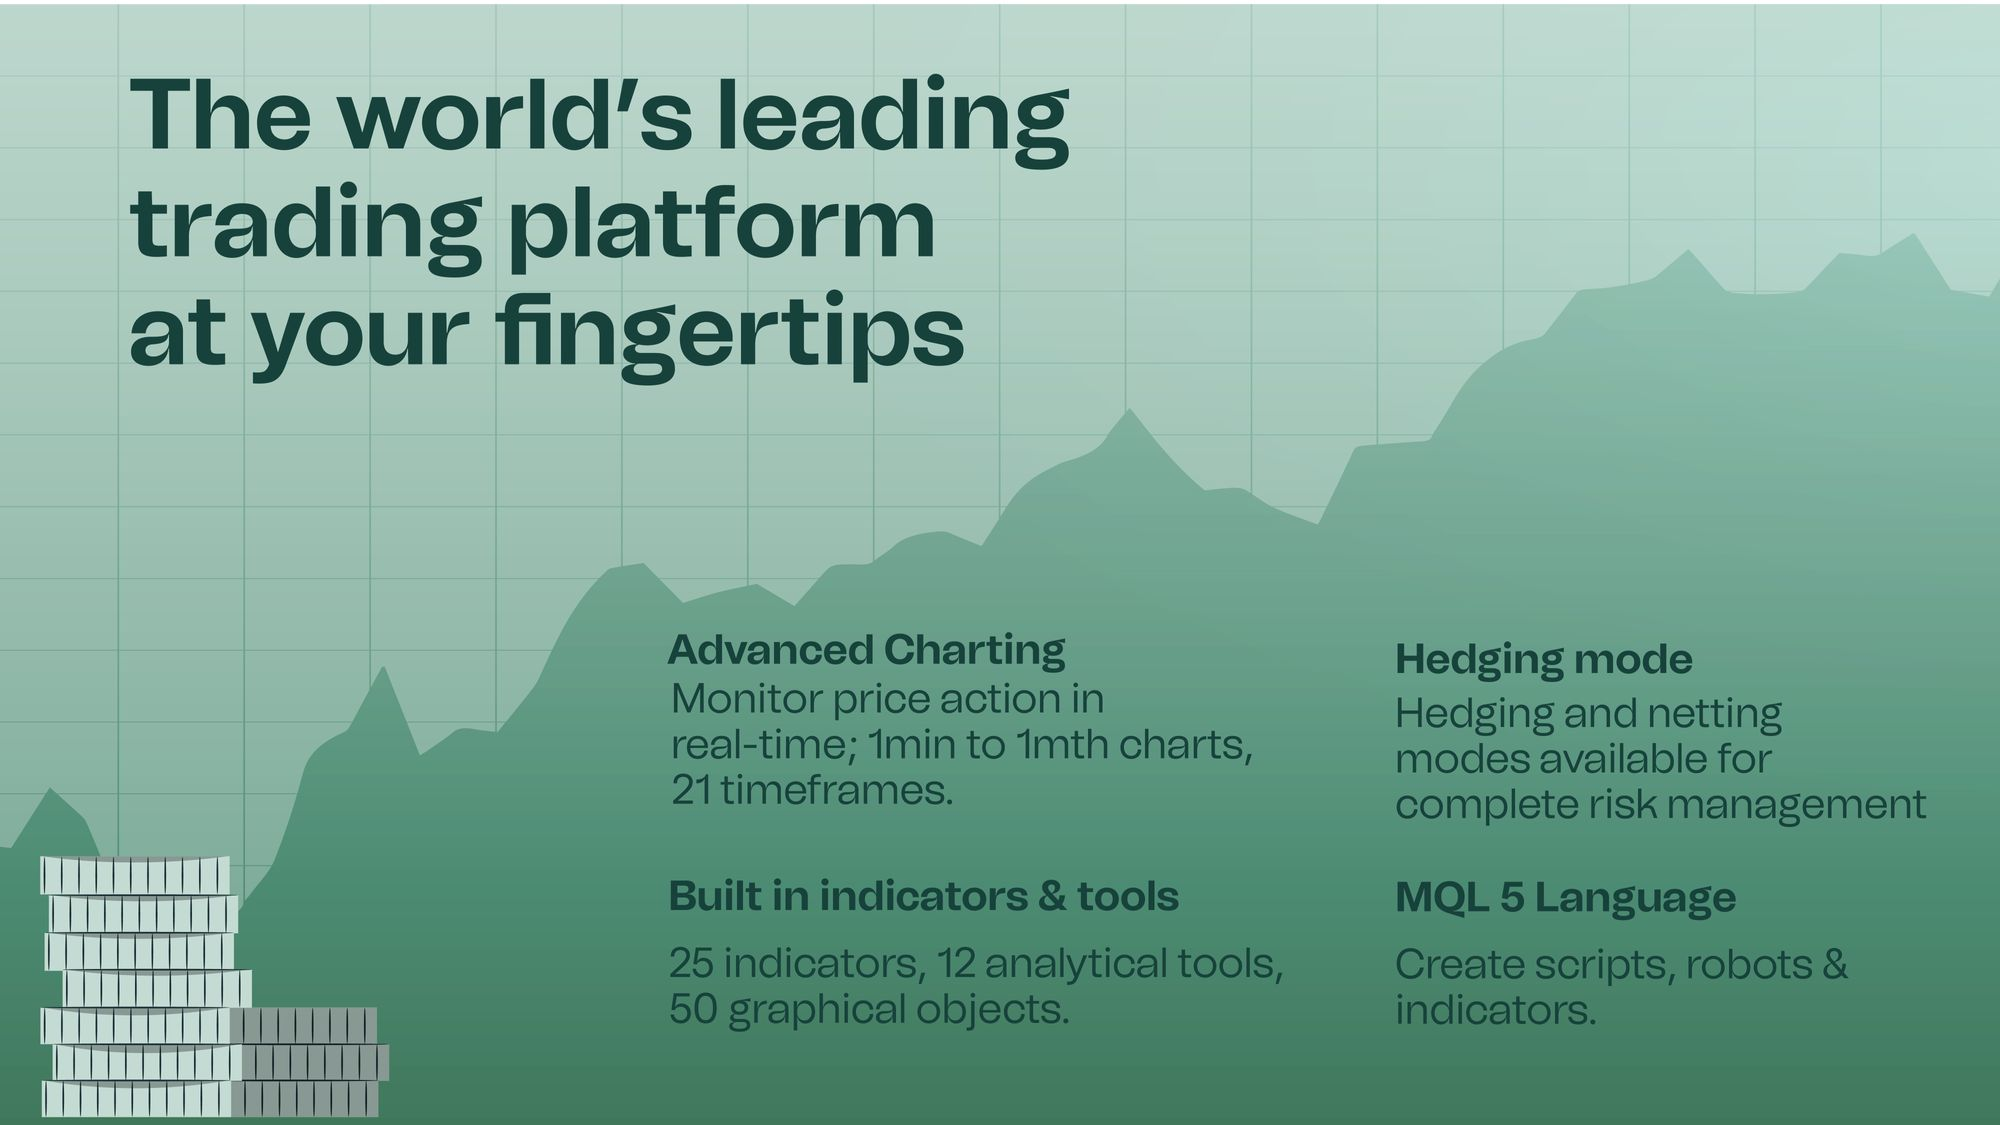 The world’s leading
trading platform
at your fingertips
Advanced Charting
Monitor price action in
real-time; 1min to 1mth charts,
21 timeframes.
Hedging mode
Hedging and netting
modes available for
complete risk management
Built in indicators & tools
25 indicators, 12 analytical tools,
50 graphical objects.
MQL 5 Language
Create scripts, robots &
indicators.